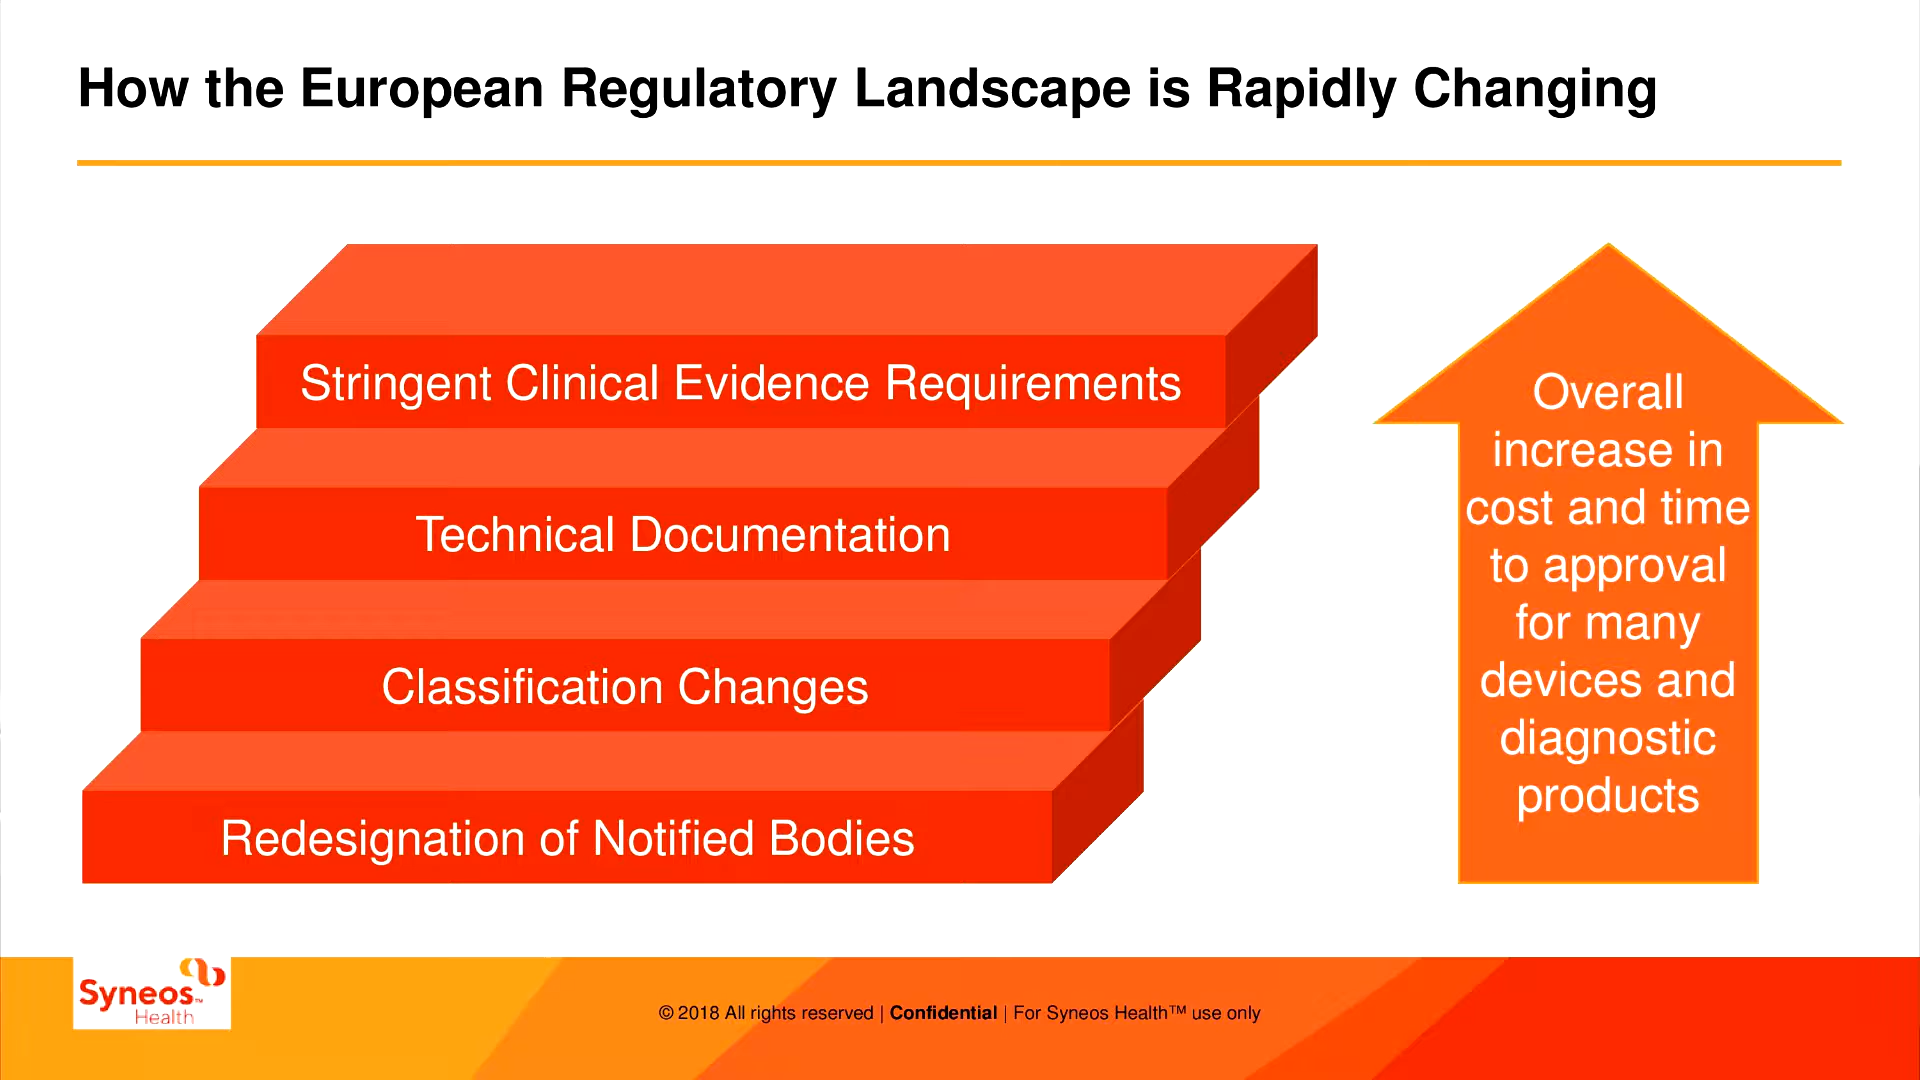 How the European Regulatory Landscape is Rapidly Changing
Stringent Clinical Evidence Requirements
Technical Documentation
Classification Changes
Redesignation of Notified Bodies
Overall
increase in
cost and time
to approval
for many
devices and
diagnostic
products
Syneos™
Health
© 2018 All rights reserved | Confidential | For Syneos Health™ use only